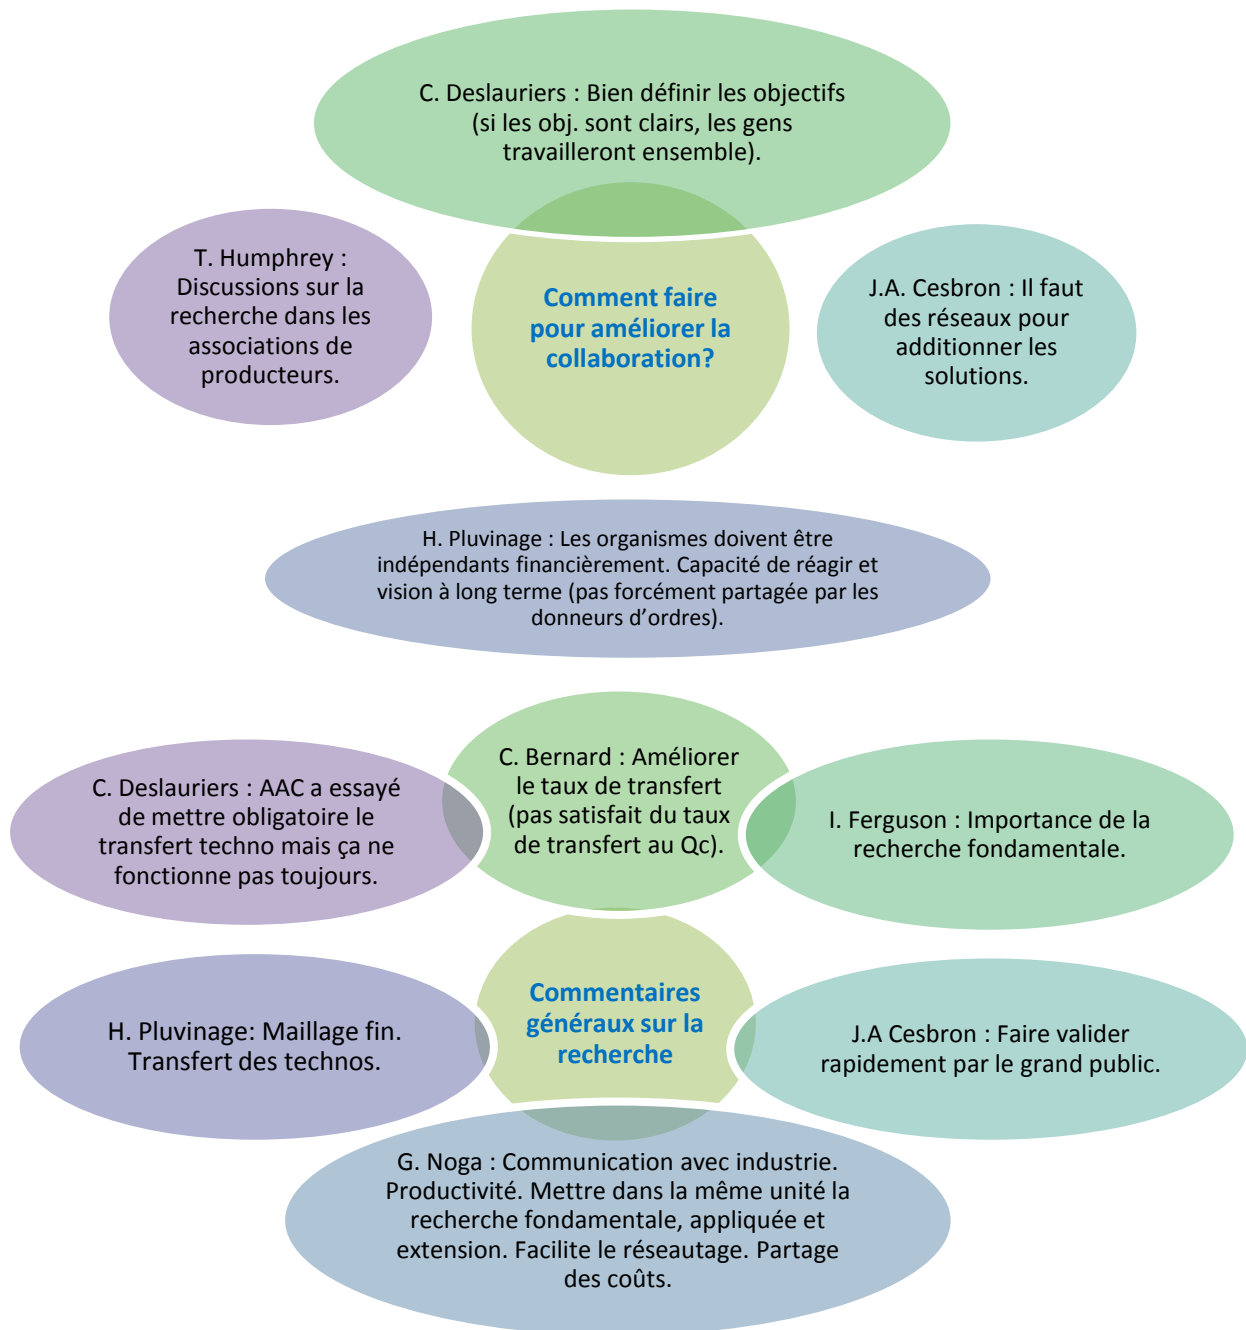 C. Deslauriers : Bien définir les objectifs
(si les obj. sont clairs, les gens
travailleront ensemble).
T. Humphrey :
Discussions sur la
recherche dans les
associations de
producteurs.
Comment faire
pour améliorer la
collaboration?
J.A. Cesbron : Il faut
des réseaux pour
additionner les
solutions.
H. Pluvinage : Les organismes doivent être
indépendants financièrement. Capacité de réagir et
vision à long terme (pas forcément partagée par les
donneurs d’ordres).
C. Deslauriers : AAC a essayé
de mettre obligatoire le
transfert techno mais ça ne
fonctionne pas toujours.
C. Bernard : Améliorer
le taux de transfert
(pas satisfait du taux
de transfert au Qc).
I. Ferguson : Importance de la
recherche fondamentale.
H. Pluvinage: Maillage fin.
Transfert des technos.
Commentaires
généraux sur la
recherche
J.A Cesbron : Faire valider
rapidement par le grand public.
G. Noga : Communication avec industrie.
Productivité. Mettre dans la même unité la
recherche fondamentale, appliquée et
extension. Facilite le réseautage. Partage
des coûts.